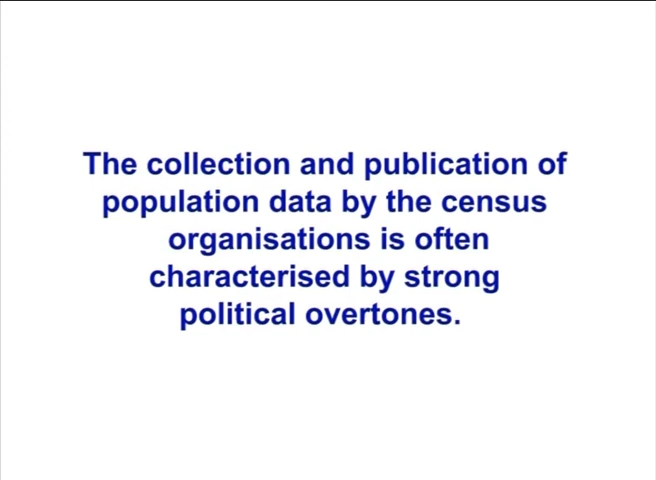 The collection and publication of
population data by the census
organisations is often
characterised by strong
political overtones.